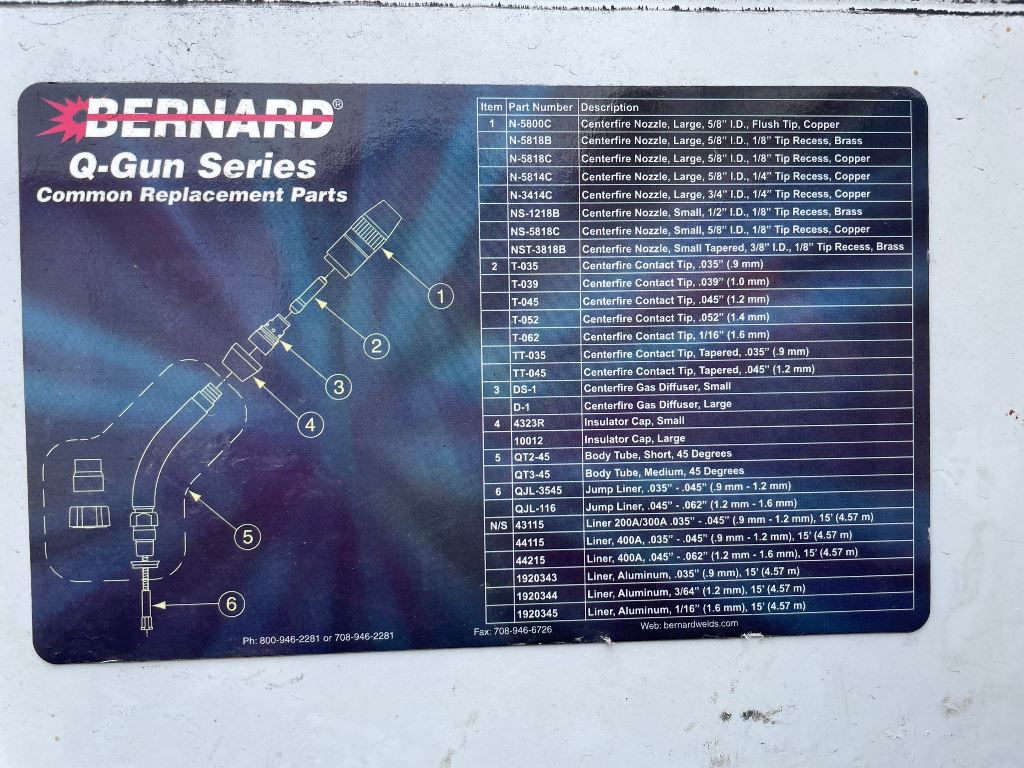 BERNARD®
Q-Gun Series
Common Replacement Parts
1
2
3
4
5
6
Item Part Number Description
1 N-5800C Centerfire Nozzle, Large, 5/8" I.D., Flush Tip, Copper
N-5818B Centerfire Nozzle, Large, 5/8" I.D., 1/8" Tip Recess, Brass
N-5818C Centerfire Nozzle, Large, 5/8" I.D., 1/8" Tip Recess, Copper
N-5814C Centerfire Nozzle, Large, 5/8" I.D., 1/4" Tip Recess, Copper
N-3414C Centerfire Nozzle, Large, 3/4" I.D., 1/4" Tip Recess, Copper
NS-1218B Centerfire Nozzle, Small, 1/2" I.D., 1/8" Tip Recess, Brass
NS-5818C Centerfire Nozzle, Small, 5/8" I.D., 1/8" Tip Recess, Copper
NST-3818B Centerfire Nozzle, Small Tapered, 3/8" I.D., 1/8" Tip Recess, Brass
2 T-035 Centerfire Contact Tip, .035" (.9 mm)
T-039 Centerfire Contact Tip, .039" (1.0 mm)
T-045 Centerfire Contact Tip, .045" (1.2 mm)
T-052 Centerfire Contact Tip, .052" (1.4 mm)
T-062 Centerfire Contact Tip, 1/16" (1.6 mm)
TT-035 Centerfire Contact Tip, Tapered, .035" (.9 mm)
TT-045 Centerfire Contact Tip, Tapered, .045" (1.2 mm)
3 DS-1 Centerfire Gas Diffuser, Small
D-1 Centerfire Gas Diffuser, Large
4 4323R Insulator Cap, Small
10012 Insulator Cap, Large
5 QT2-45 Body Tube, Short, 45 Degrees
QT3-45 Body Tube, Medium, 45 Degrees
6 QJL-3545 Jump Liner, .035" - .045" (.9 mm - 1.2 mm)
QJL-116 Jump Liner, .045" - .062" (1.2 mm - 1.6 mm)
N/S 43115 Liner 200A/300A .035" - .045" (.9 mm - 1.2 mm), 15' (4.57 m)
44115 Liner, 400A, .035" - .045" (.9 mm - 1.2 mm), 15' (4.57 m)
44215 Liner, 400A, .045" - .062" (1.2 mm - 1.6 mm), 15' (4.57 m)
1920343 Liner, Aluminum, .035" (.9 mm), 15' (4.57 m)
1920344 Liner, Aluminum, 3/64" (1.2 mm), 15' (4.57 m)
1920345 Liner, Aluminum, 1/16" (1.6 mm), 15' (4.57 m)
Ph: 800-946-2281 or 708-946-2281 Fax: 708-946-6726 Web: bernardwelds.com